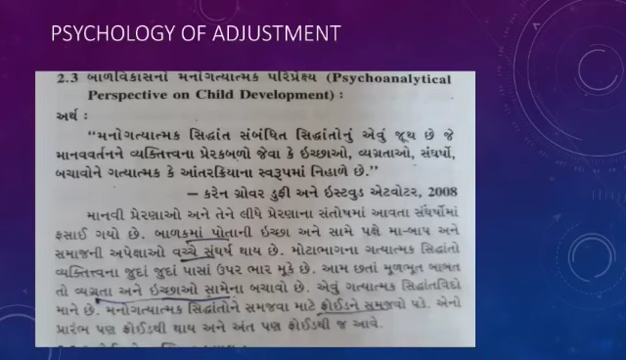 PSYCHOLOGY OF ADJUSTMENT
2.3 બાળવિકાસનાં મનોગત્યાત્મક પરિપ્રેક્ષ્ય (Psychoanalytical
Perspective on Child Development) :
અર્થ :
“મનોગત્યાત્મક સિદ્ધાંત સંબંધિત સિદ્ધાંતોનું એવું જૂથ છે જે
માનવવર્તનને વ્યક્તિત્વના પ્રેરકબળો જેવા કે ઇચ્છાઓ, વ્યગ્રતાઓ, સંઘર્ષો,
બચાવોને ગત્યાત્મક કે આંતરક્રિયાના સ્વરૂપમાં નિહાળે છે.”
– કરેન ગ્રોવર ડુફી અને ઇસ્ટવુડ એટવોટર, 2008
માનવી પ્રેરણાઓ અને તેને લીધે પ્રેરણાના સંતોષમાં આવતા સંઘર્ષોમાં
ફસાઈ ગયો છે. બાળકમાં પોતાની ઇચ્છા અને સામે પક્ષે મા-બાપ અને
સમાજની અપેક્ષાઓ વચ્ચે સંઘર્ષ થાય છે. મોટાભાગના ગત્યાત્મક સિદ્ધાંતો
વ્યક્તિત્વના જુદાં જુદાં પાસાં ઉપર ભાર મૂકે છે. આમ છતાં મૂળભૂત બાબત
તો વ્યગ્રતા અને ઇચ્છાઓ સામેના બચાવો છે. એવું ગત્યાત્મક સિદ્ધાંતવિદો
માને છે. મનોગત્યાત્મક સિદ્ધાંતોને સમજવા માટે ફ્રોઈડને સમજવો પડે. એનો
પ્રારંભ પણ ફ્રોઈડથી થાય અને અંત પણ ફ્રોઈડથી જ આવે.